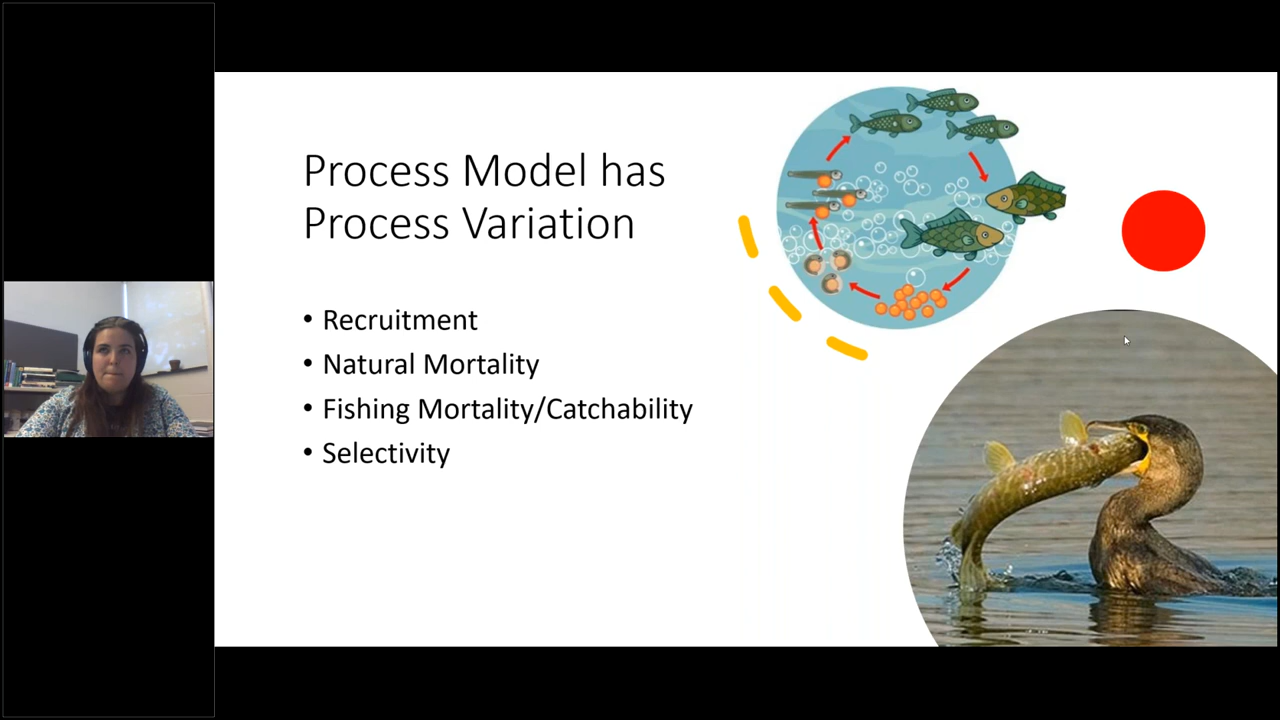 Process Model has
Process Variation
• Recruitment
• Natural Mortality
• Fishing Mortality/Catchability
• Selectivity